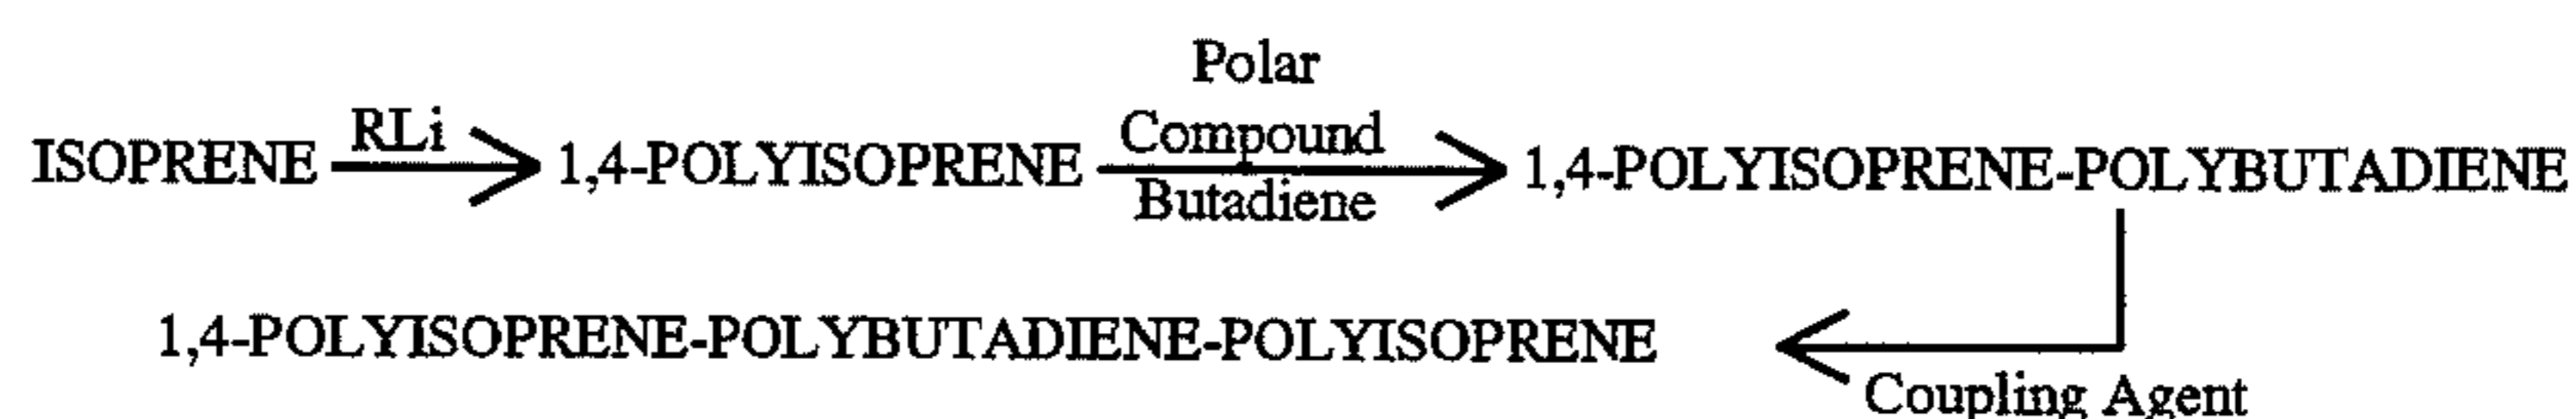 Polar
ISOPRENE RLi 1,4-POLYISOPRENE Compound 1,4-POLYISOPRENE-POLYBUTADIENE
Butadiene
1,4-POLYISOPRENE-POLYBUTADIENE-POLYISOPRENE
Coupling Agent